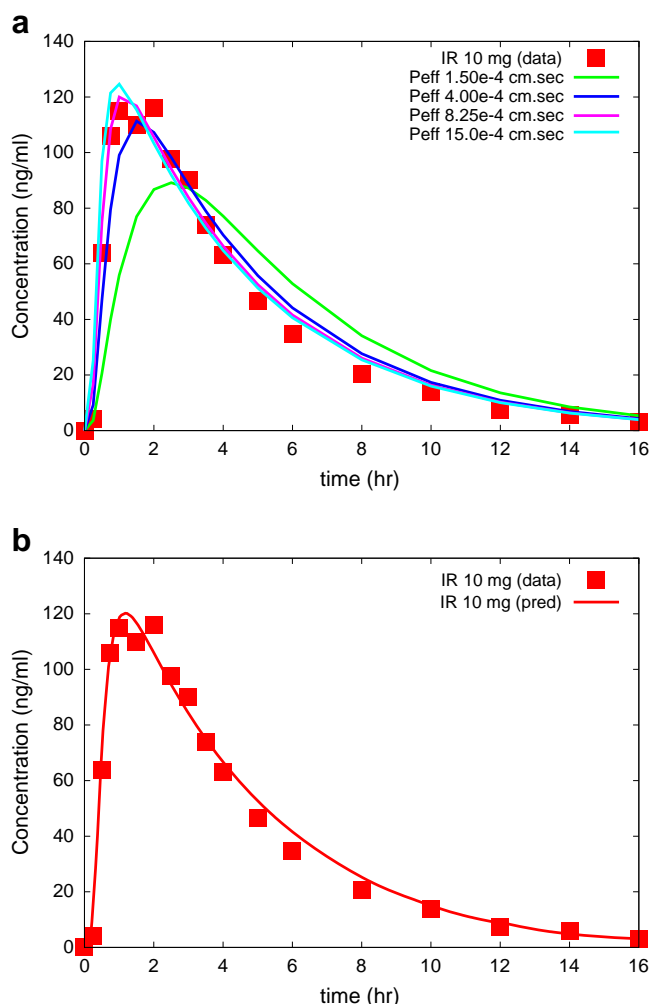 a
140
120
100
80
60
40
20
0
Concentration (ng/ml)
IR 10 mg (data)
Peff 1.50e-4 cm.sec
Peff 4.00e-4 cm.sec
Peff 8.25e-4 cm.sec
Peff 15.0e-4 cm.sec
0 2 4 6 8 10 12 14 16
time (hr)
b
140
120
100
80
60
40
20
0
Concentration (ng/ml)
IR 10 mg (data)
IR 10 mg (pred)
0 2 4 6 8 10 12 14 16
time (hr)